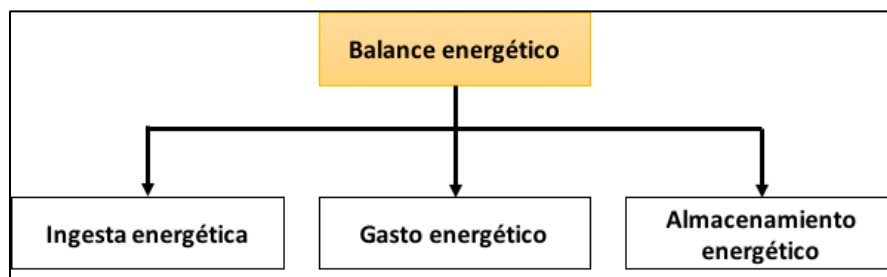 Balance energético
Ingesta energética
Gasto energético
Almacenamiento
energético